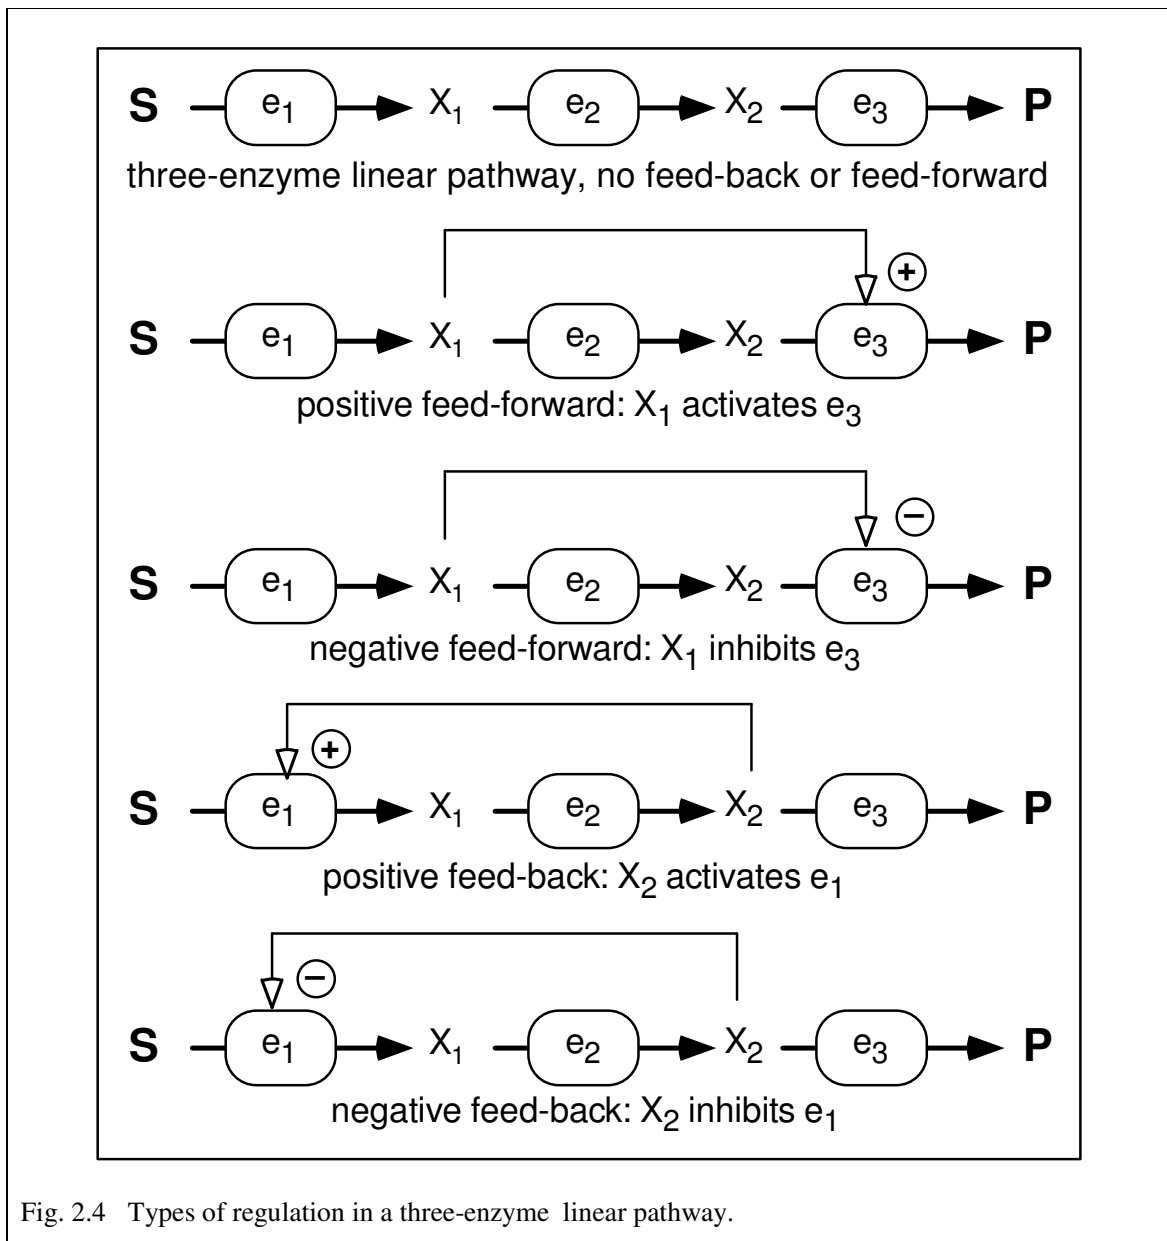 S e₁ X₁ e₂ X₂ e₃ P
three-enzyme linear pathway, no feed-back or feed-forward
+
S e₁ X₁ e₂ X₂ e₃ P
positive feed-forward: X₁ activates e₃
−
S e₁ X₁ e₂ X₂ e₃ P
negative feed-forward: X₁ inhibits e₃
+
S e₁ X₁ e₂ X₂ e₃ P
positive feed-back: X₂ activates e₁
−
S e₁ X₁ e₂ X₂ e₃ P
negative feed-back: X₂ inhibits e₁
Fig. 2.4 Types of regulation in a three-enzyme linear pathway.